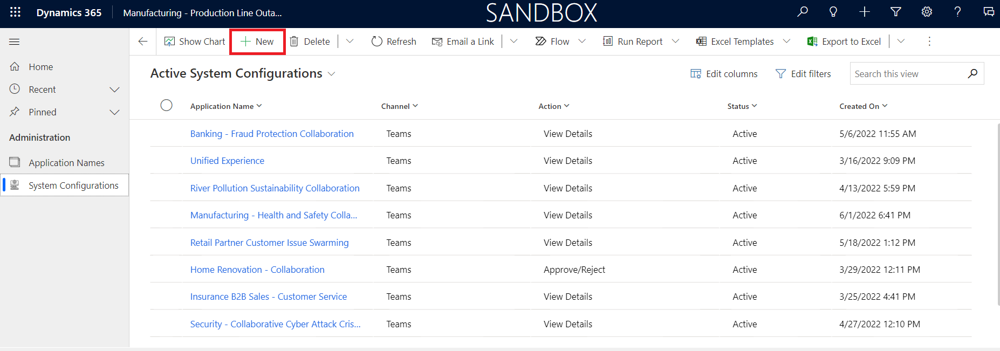 Dynamics 365 Manufacturing - Production Line Outa... SANDBOX
Show Chart New Delete Refresh Email a Link Flow Run Report Excel Templates Export to Excel
Home
Recent
Pinned
Administration
Application Names
System Configurations
Active System Configurations Edit columns Edit filters Search this view
Application Name Channel Action Status Created On
Banking - Fraud Protection Collaboration Teams View Details Active 5/6/2022 11:55 AM
Unified Experience Teams View Details Active 3/16/2022 9:09 PM
River Pollution Sustainability Collaboration Teams View Details Active 4/13/2022 5:59 PM
Manufacturing - Health and Safety Colla... Teams View Details Active 6/1/2022 6:41 PM
Retail Partner Customer Issue Swarming Teams View Details Active 5/18/2022 1:12 PM
Home Renovation - Collaboration Teams Approve/Reject Active 3/29/2022 12:11 PM
Insurance B2B Sales - Customer Service Teams View Details Active 3/25/2022 4:41 PM
Security - Collaborative Cyber Attack Cris... Teams View Details Active 4/27/2022 12:10 PM